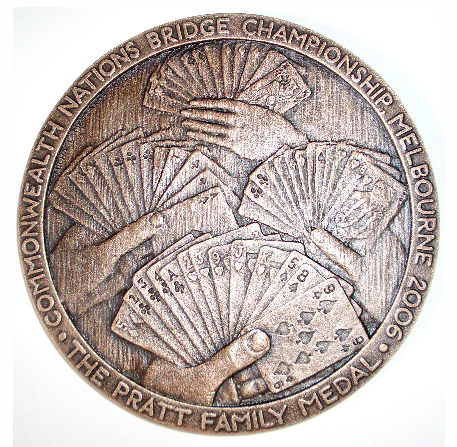 COMMONWEALTH NATIONS BRIDGE CHAMPIONSHIP MELBOURNE 2006
• THE PRATT FAMILY MEDAL •